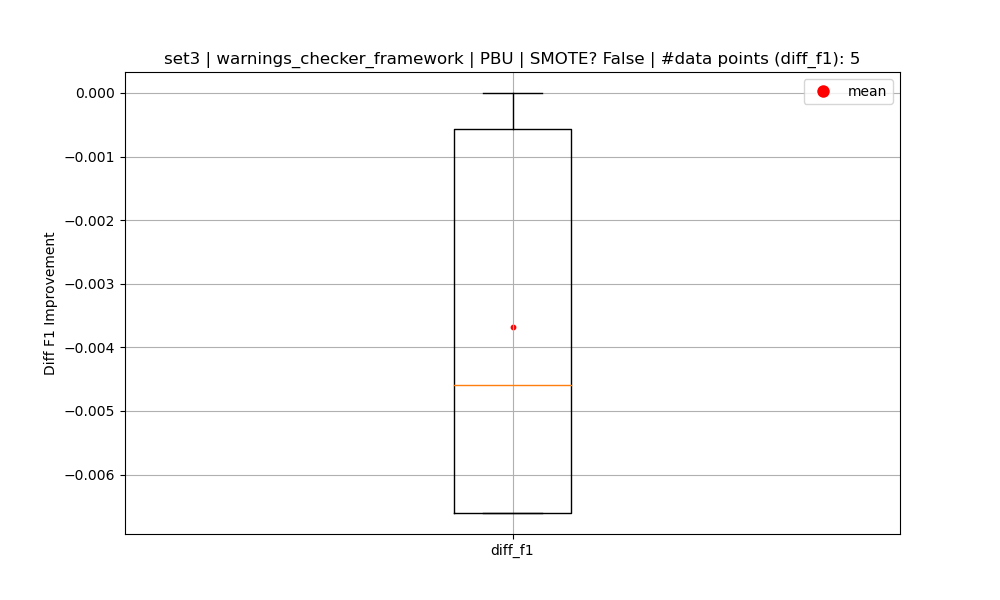 set3 | warnings_checker_framework | PBU | SMOTE? False | #data points (diff_f1): 5
mean
0.000
−0.001
−0.002
−0.003
−0.004
−0.005
−0.006
Diff F1 Improvement
diff_f1